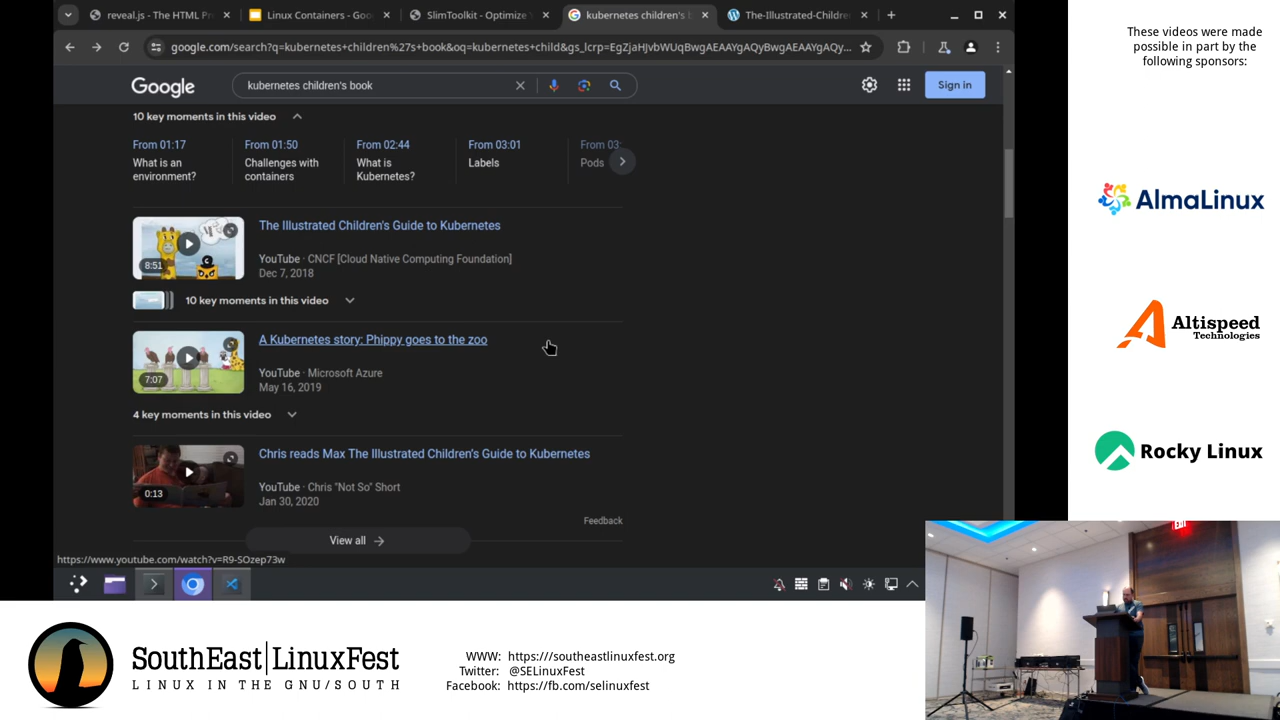 reveal.js - The HTML Pr
Linux Containers - Goo
SlimToolkit - Optimize
kubernetes children's b
The-Illustrated-Childre
google.com/search?q=kubernetes+children%27s+book&oq=kubernetes+child&gs_lcrp=EgZjaHJvbWUqBwgAEAAYgAQyBwgAEAAYgAQy...
Google
kubernetes children's book
Sign in
10 key moments in this video
From 01:17
What is an
environment?
From 01:50
Challenges with
containers
From 02:44
What is
Kubernetes?
From 03:01
Labels
From 03:
Pods
8:51
The Illustrated Children's Guide to Kubernetes
YouTube · CNCF [Cloud Native Computing Foundation]
Dec 7, 2018
10 key moments in this video
7:07
A Kubernetes story: Phippy goes to the zoo
YouTube · Microsoft Azure
May 16, 2019
4 key moments in this video
0:13
Chris reads Max The Illustrated Children's Guide to Kubernetes
YouTube · Chris "Not So" Short
Jan 30, 2020
Feedback
View all
https://www.youtube.com/watch?v=R9-SOzep73w
These videos were made
possible in part by the
following sponsors:
AlmaLinux
Altispeed
Technologies
Rocky Linux
EXIT
SouthEast LinuxFest
LINUX IN THE GNU/SOUTH
WWW: https:///southeastlinuxfest.org
Twitter: @SELinuxFest
Facebook: https://fb.com/selinuxfest